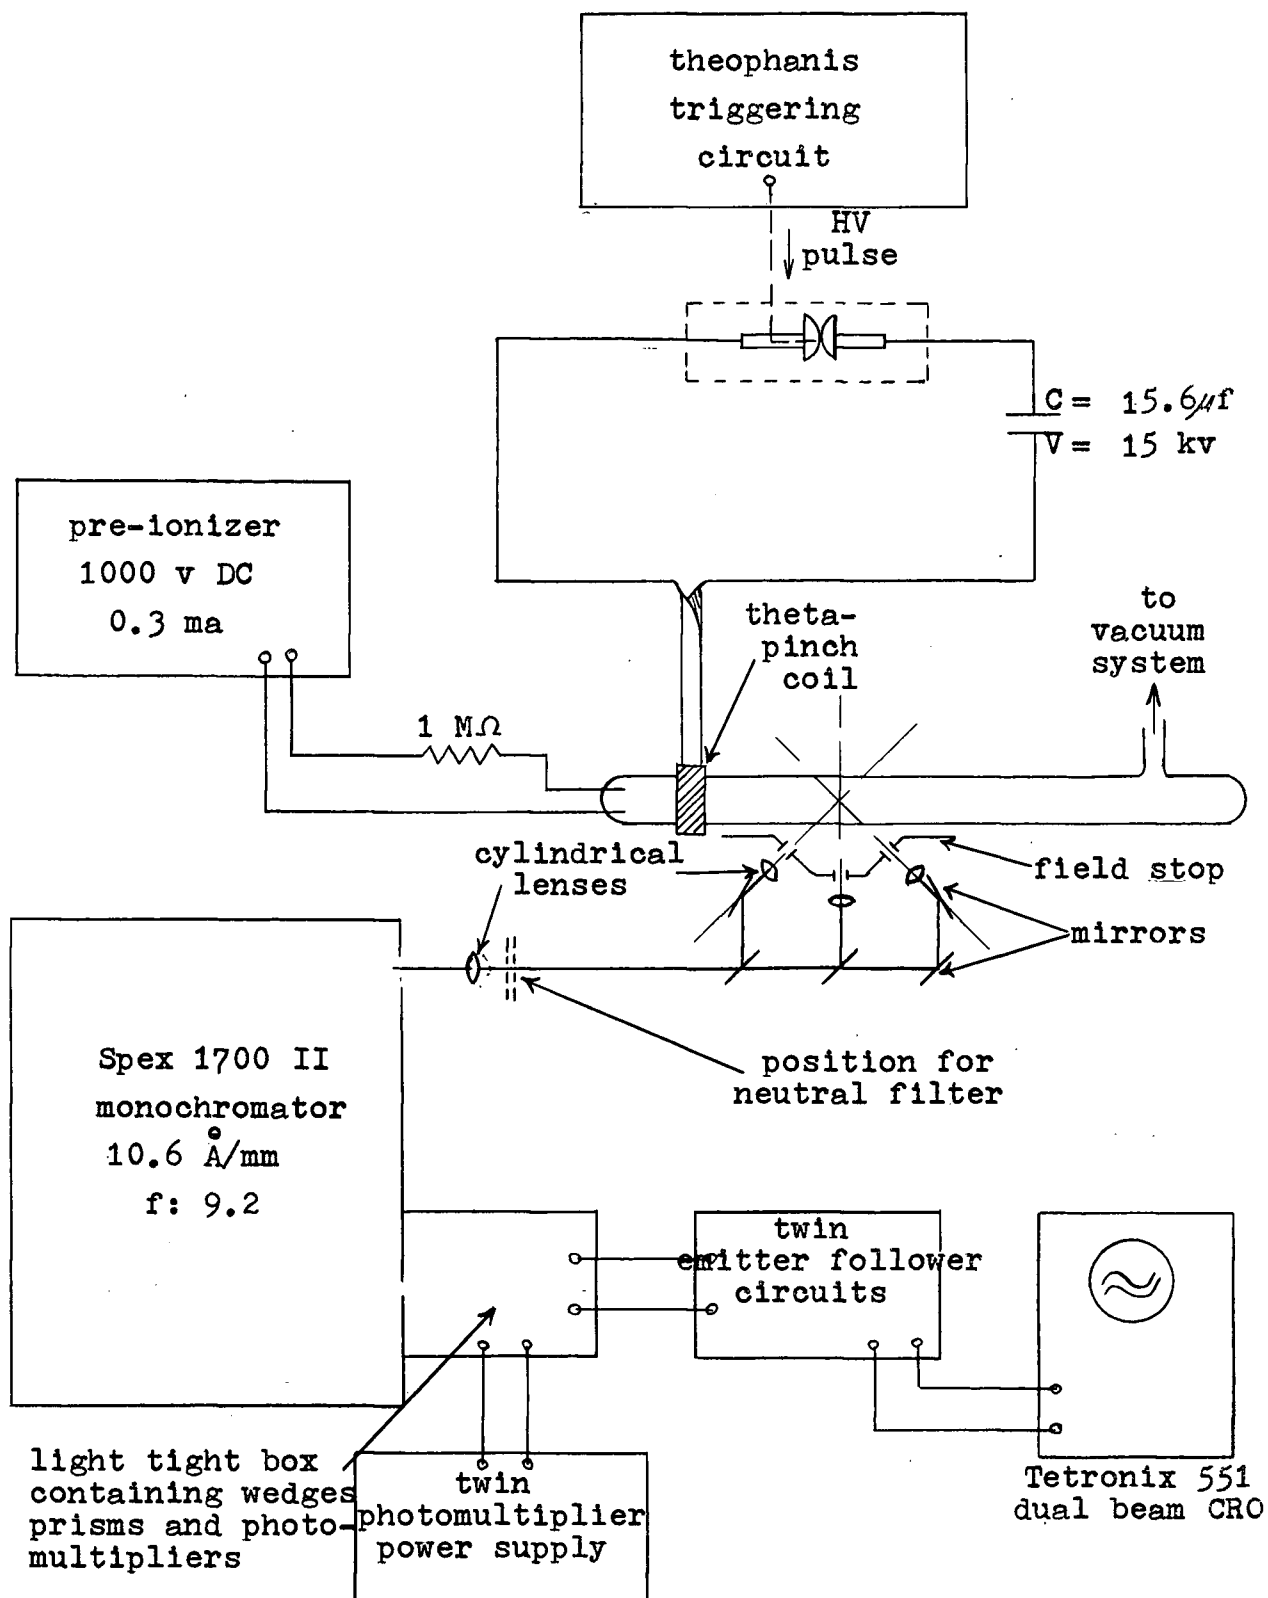 theophanis
triggering
circuit
HV
pulse
C = 15.6μf
V = 15 kv
pre-ionizer
1000 v DC
0.3 ma
1 MΩ
theta-
pinch
coil
to
vacuum
system
cylindrical
lenses
field stop
mirrors
position for
neutral filter
Spex 1700 II
monochromator
10.6 Å/mm
f: 9.2
twin
emitter follower
circuits
light tight box
containing wedges
prisms and photo-
multipliers
twin
photomultiplier
power supply
Tetronix 551
dual beam CRO